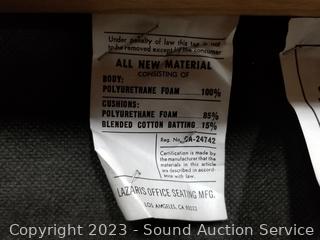 Under penalty of law this tag is not to be
removed except by the consumer
ALL NEW MATERIAL
CONSISTING OF
BODY:
POLYURETHANE FOAM 100%
CUSHIONS:
POLYURETHANE FOAM 85%
BLENDED COTTON BATTING 15%
Reg. No. CA-24742
Certification is made by
the manufacturer that the
materials in this article
are described in accord-
ance with law.
LAZARIS OFFICE SEATING MFG.
LOS ANGELES, CA 90022
Copyright 2023 - Sound Auction Service